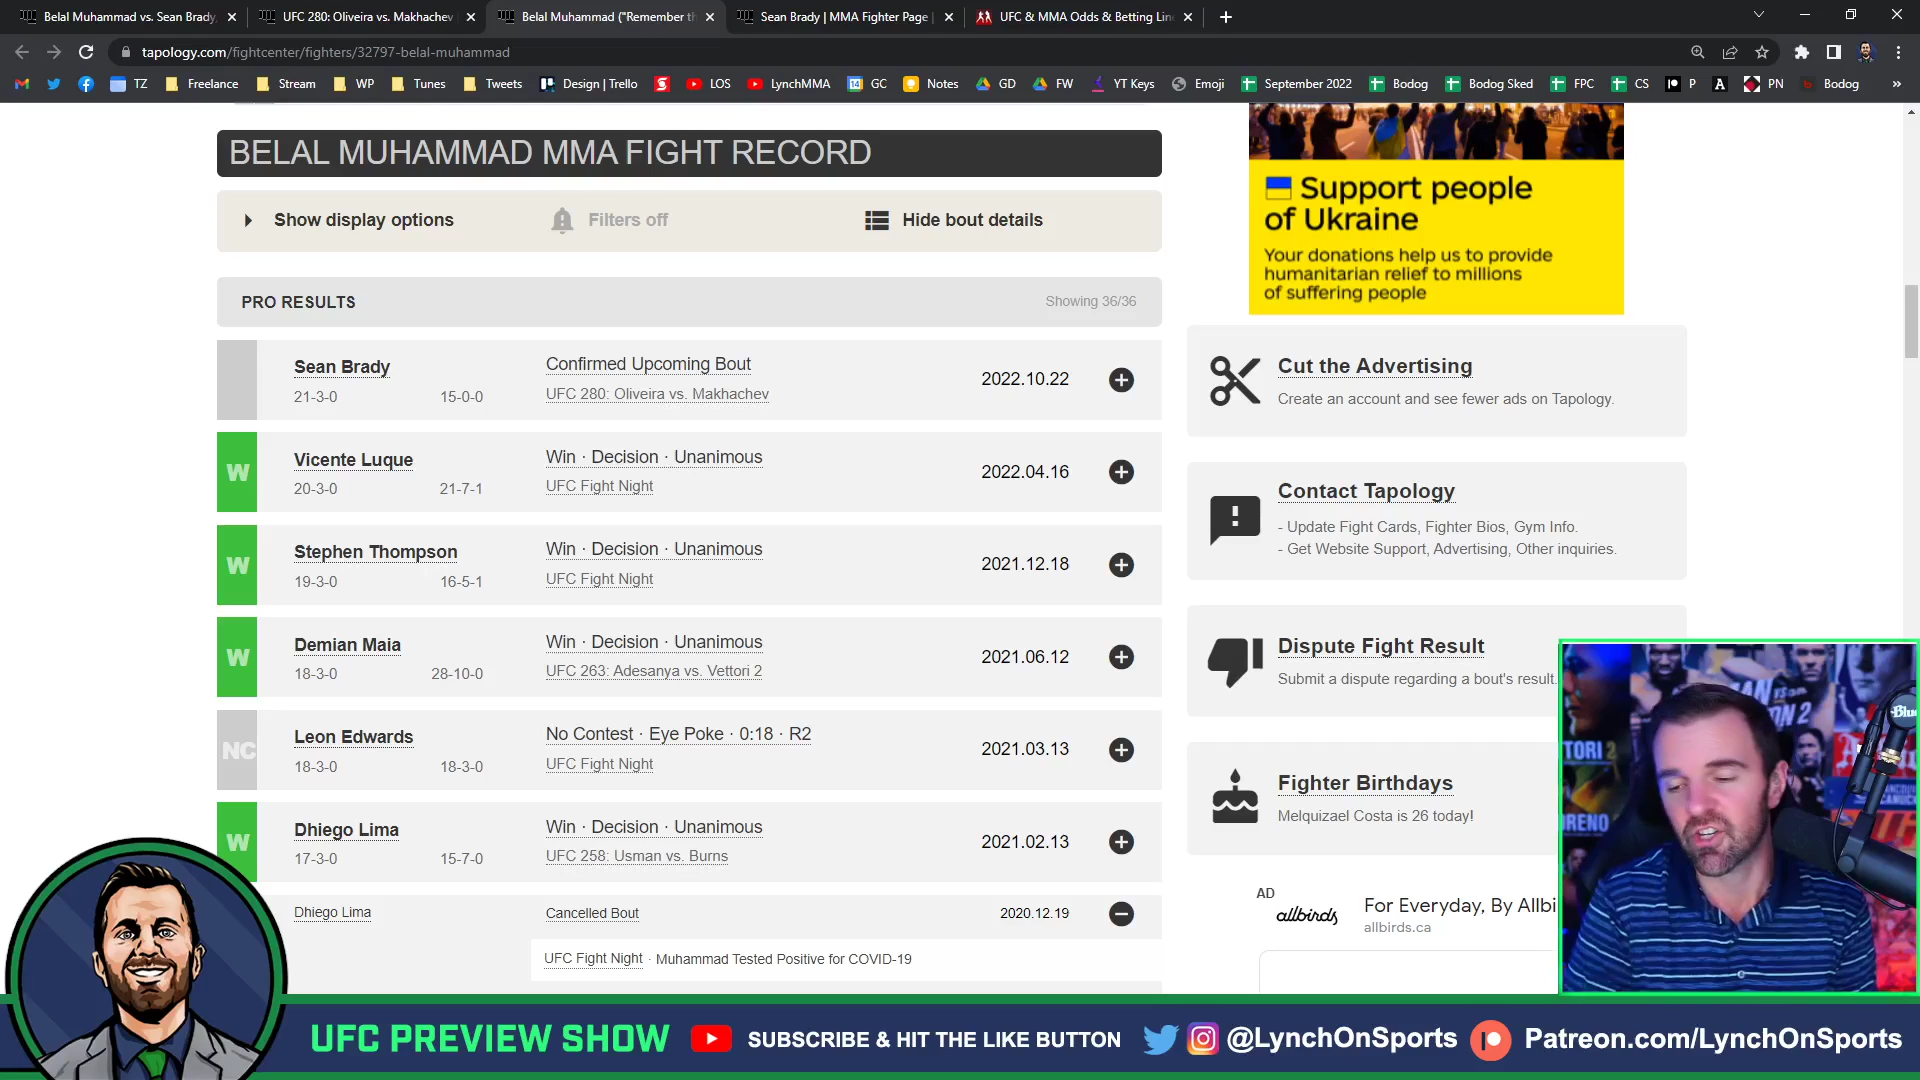 Belal Muhammad vs. Sean Brady,
UFC 280: Oliveira vs. Makhachev
Belal Muhammad ("Remember th
Sean Brady | MMA Fighter Page |
UFC & MMA Odds & Betting Lin
tapology.com/fightcenter/fighters/32797-belal-muhammad
TZ
Freelance
Stream
WP
Tunes
Tweets
Design | Trello
LOS
LynchMMA
GC
Notes
GD
FW
YT Keys
Emoji
September 2022
Bodog
Bodog Sked
FPC
CS
P
PN
Bodog
»
BELAL MUHAMMAD MMA FIGHT RECORD
Show display options
Filters off
Hide bout details
PRO RESULTS
Showing 36/36
Sean Brady
Confirmed Upcoming Bout
2022.10.22
21-3-0
15-0-0
UFC 280: Oliveira vs. Makhachev
W
Vicente Luque
Win · Decision · Unanimous
2022.04.16
20-3-0
21-7-1
UFC Fight Night
W
Stephen Thompson
Win · Decision · Unanimous
2021.12.18
19-3-0
16-5-1
UFC Fight Night
W
Demian Maia
Win · Decision · Unanimous
2021.06.12
18-3-0
28-10-0
UFC 263: Adesanya vs. Vettori 2
NC
Leon Edwards
No Contest · Eye Poke · 0:18 · R2
2021.03.13
18-3-0
18-3-0
UFC Fight Night
W
Dhiego Lima
Win · Decision · Unanimous
2021.02.13
17-3-0
15-7-0
UFC 258: Usman vs. Burns
Dhiego Lima
Cancelled Bout
2020.12.19
UFC Fight Night · Muhammad Tested Positive for COVID-19
Support people
of Ukraine
Your donations help us to provide
humanitarian relief to millions
of suffering people
Cut the Advertising
Create an account and see fewer ads on Tapology.
Contact Tapology
- Update Fight Cards, Fighter Bios, Gym Info.
- Get Website Support, Advertising, Other inquiries.
Dispute Fight Result
Submit a dispute regarding a bout's result.
Fighter Birthdays
Melquizael Costa is 26 today!
AD
allbirds
For Everyday, By Allbi
allbirds.ca
TORI 2
RENO
Blue
UFC PREVIEW SHOW
SUBSCRIBE & HIT THE LIKE BUTTON
@LynchOnSports
Patreon.com/LynchOnSports